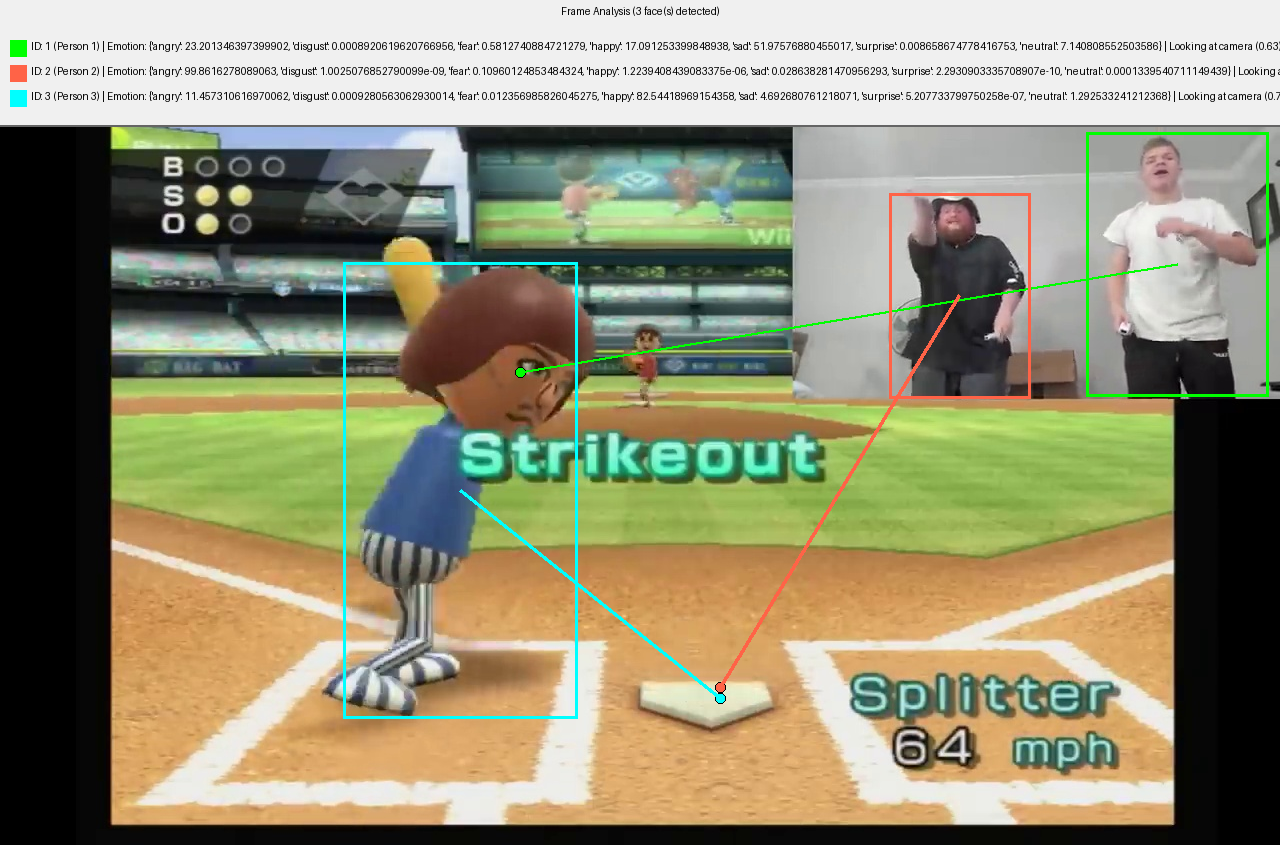 Frame Analysis (3 face(s) detected)
ID: 1 (Person 1) | Emotion: {'angry': 23.201346397399902, 'disgust': 0.0008920619620766956, 'fear': 0.5812740884721279, 'happy': 17.091253399848938, 'sad': 51.97576880455017, 'surprise': 0.008658674778416753, 'neutral': 7.140808552503586} | Looking at camera (0.63)
ID: 2 (Person 2) | Emotion: {'angry': 99.8616278089063, 'disgust': 1.0025076852790099e-09, 'fear': 0.10960124853484324, 'happy': 1.2239408439083375e-06, 'sad': 0.028638281470956293, 'surprise': 2.2930903335708907e-10, 'neutral': 0.0001339540711149439} | Looking a
ID: 3 (Person 3) | Emotion: {'angry': 11.457310616970062, 'disgust': 0.0009280563062930014, 'fear': 0.012356985826045275, 'happy': 82.54418969154358, 'sad': 4.692680761218071, 'surprise': 5.207733799750258e-07, 'neutral': 1.292533241212368} | Looking at camera (0.7
B
S
O
Wii
BIG BAT
Strikeout
Splitter
64 mph